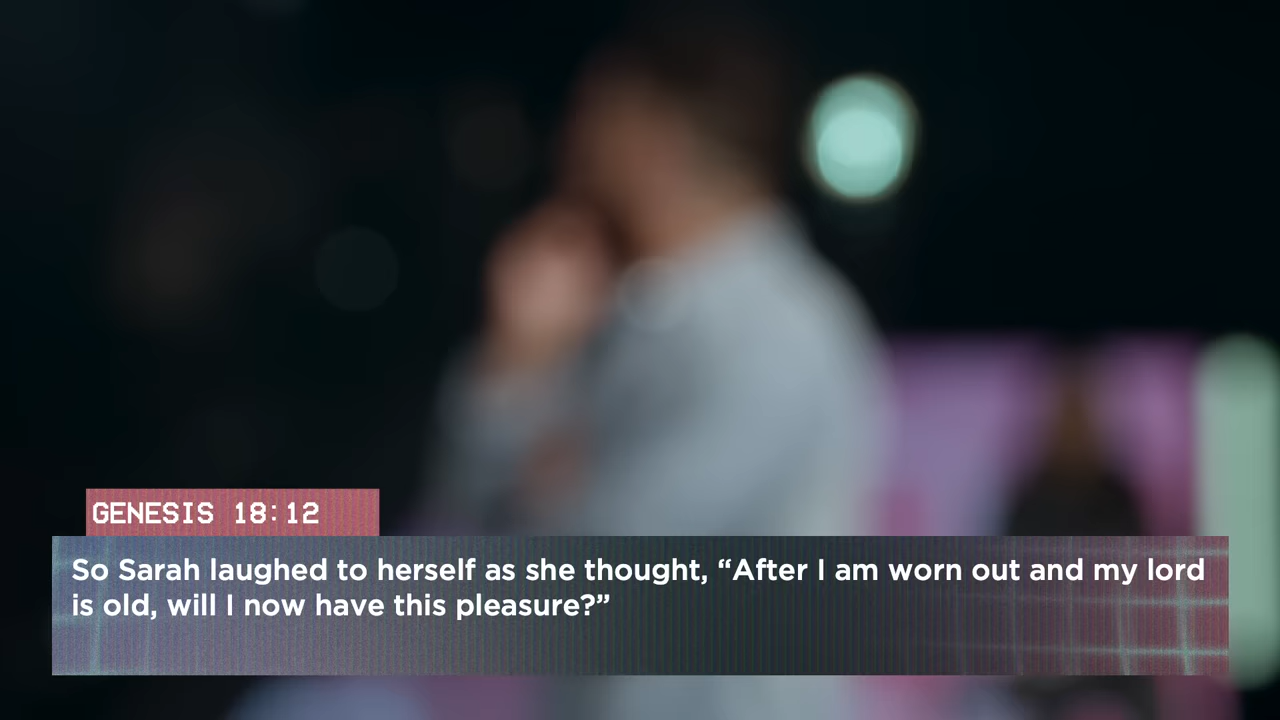 GENESIS 18:12
So Sarah laughed to herself as she thought, “After I am worn out and my lord
is old, will I now have this pleasure?”